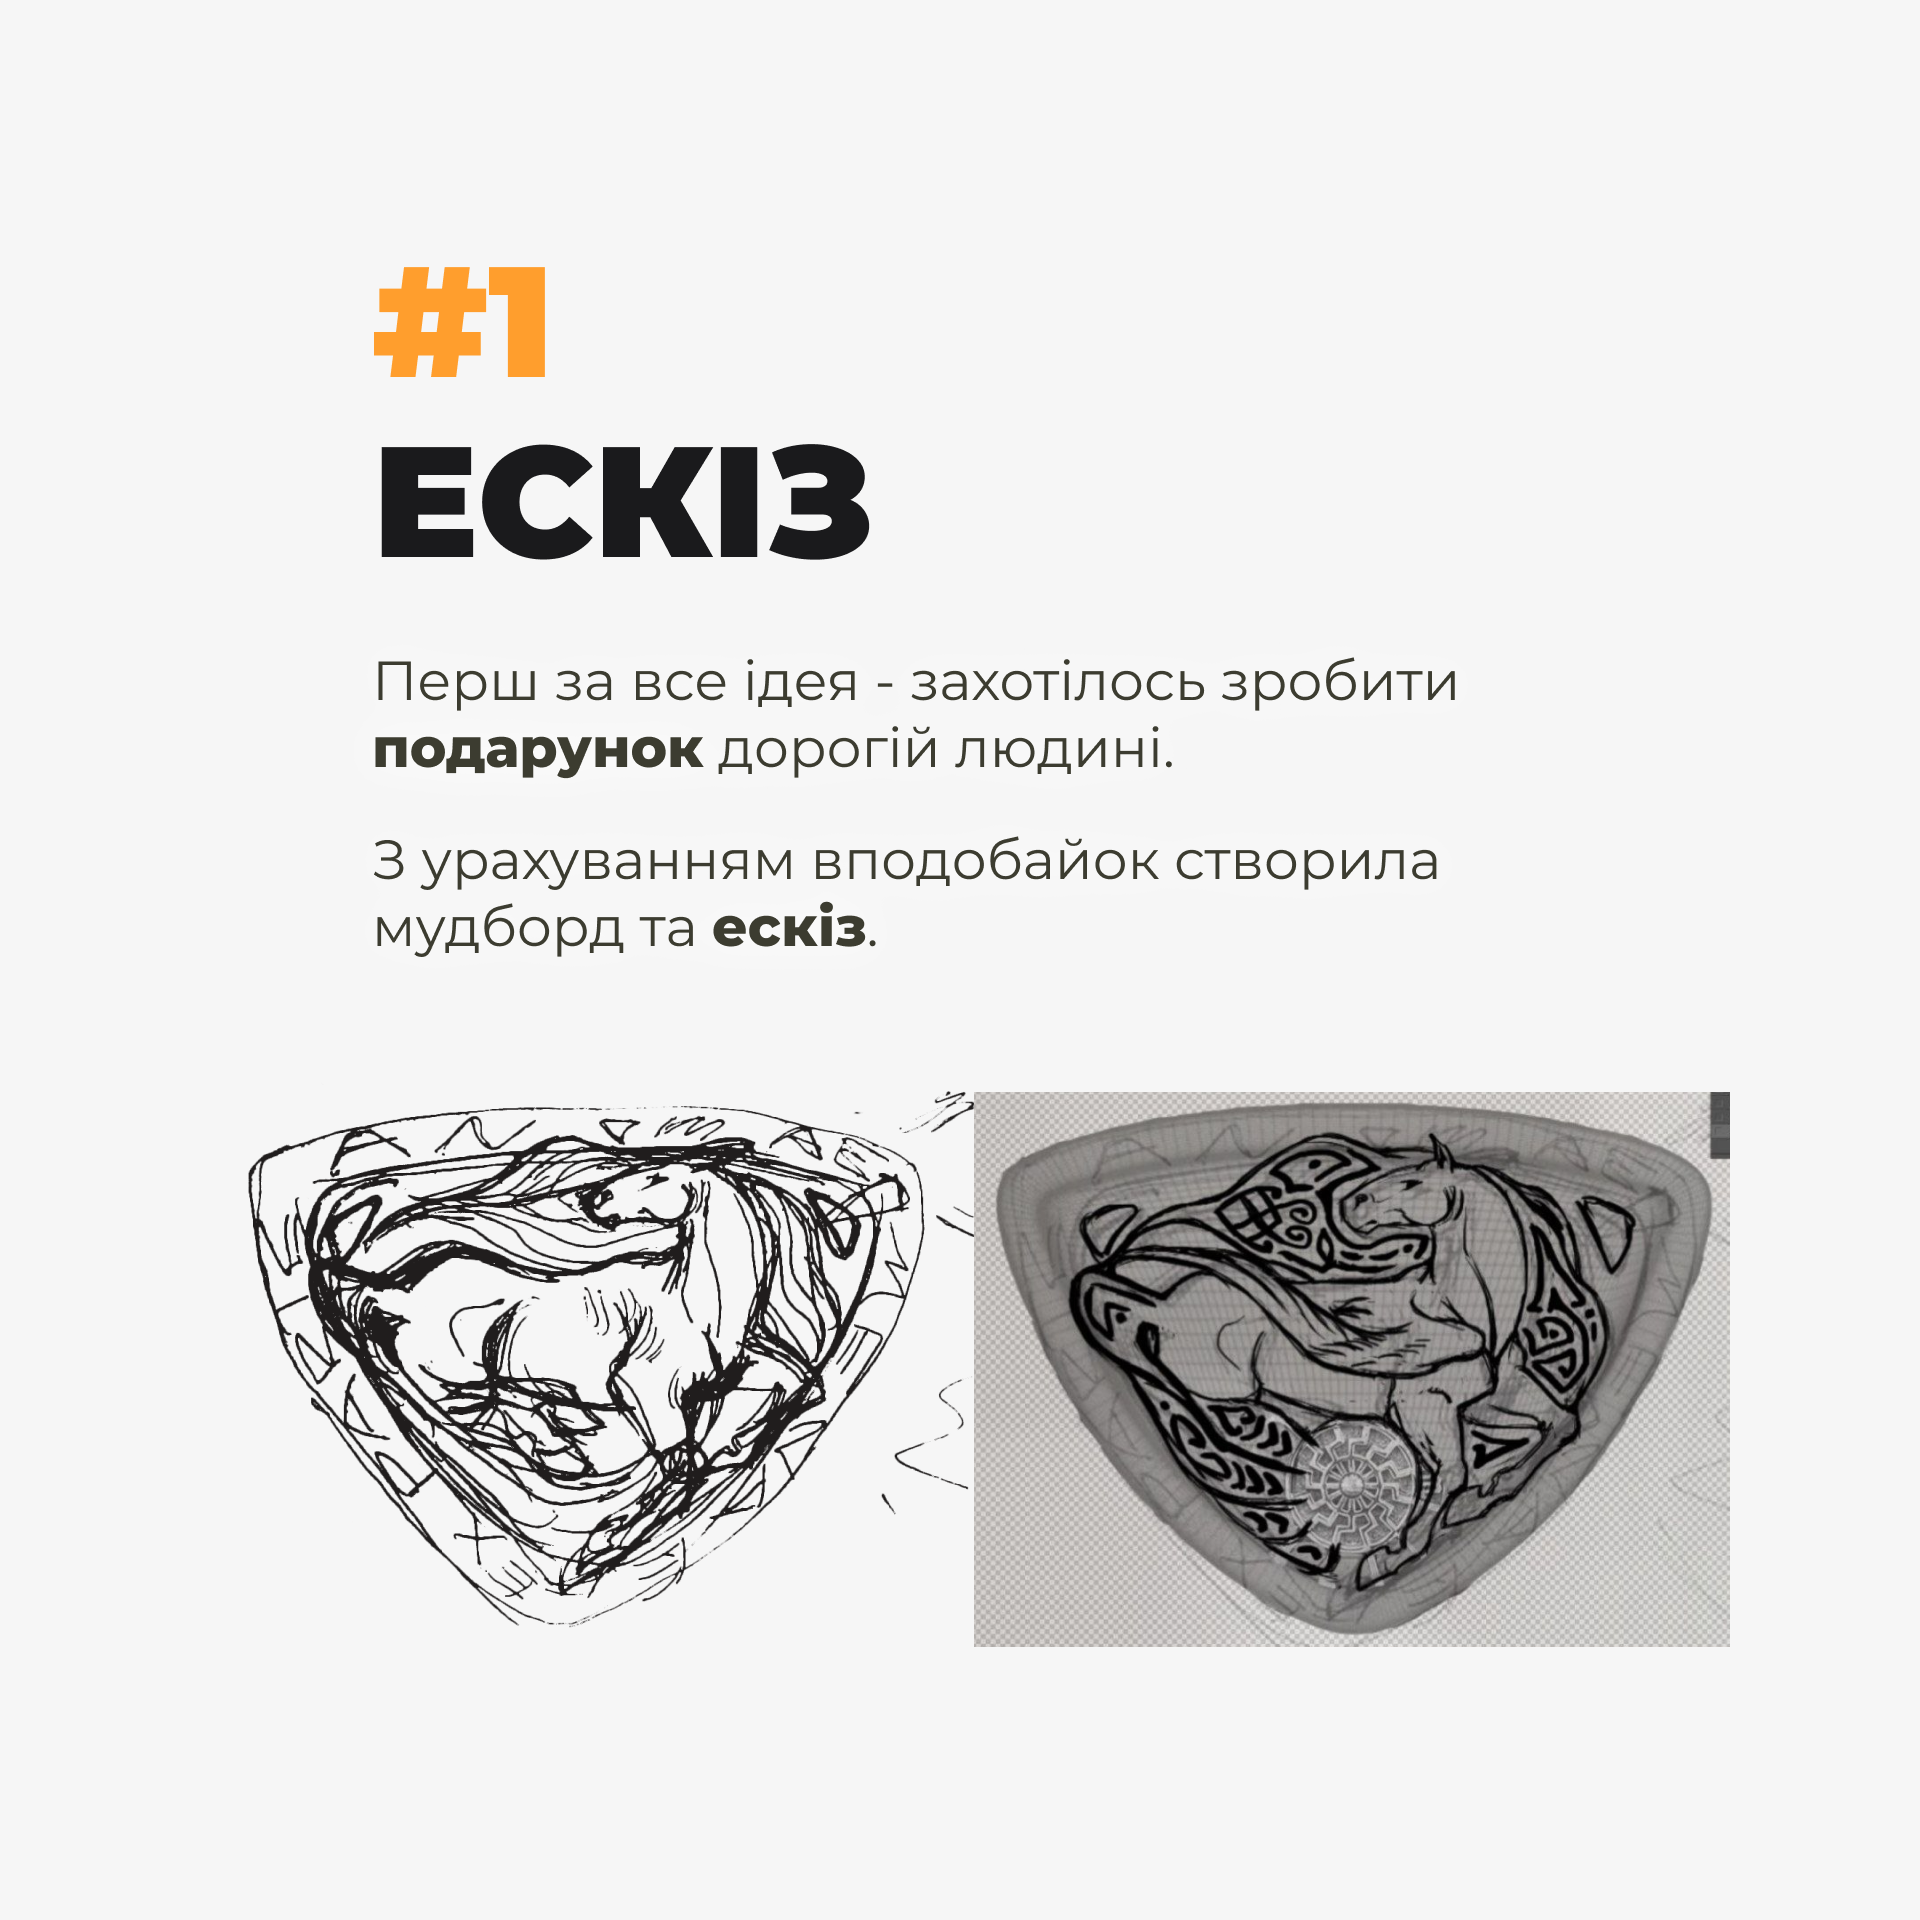 #1
ЕСКІЗ
Перш за все ідея - захотілось зробити
подарунок дорогій людині.
З урахуванням вподобайок створила
мудборд та ескіз.